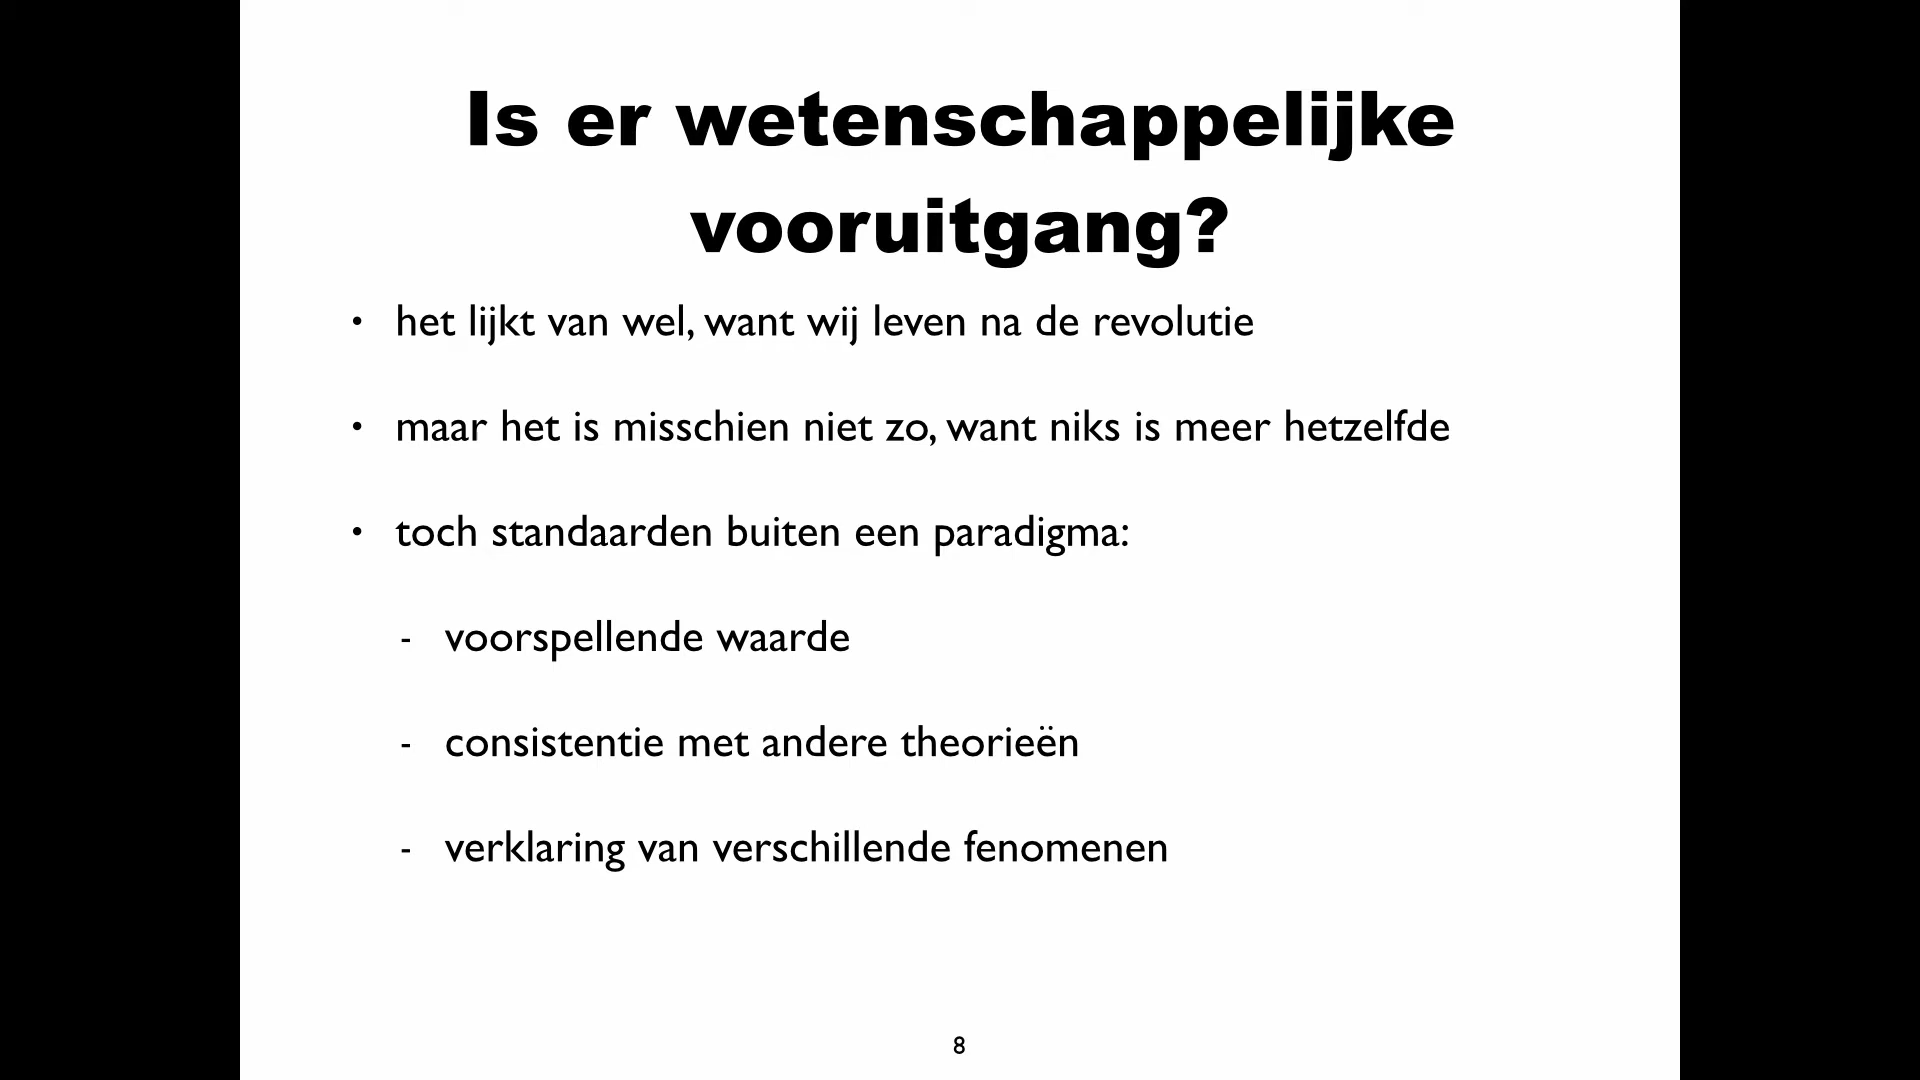 Is er wetenschappelijke
vooruitgang?
• het lijkt van wel, want wij leven na de revolutie
• maar het is misschien niet zo, want niks is meer hetzelfde
• toch standaarden buiten een paradigma:
- voorspellende waarde
- consistentie met andere theorieën
- verklaring van verschillende fenomenen
8